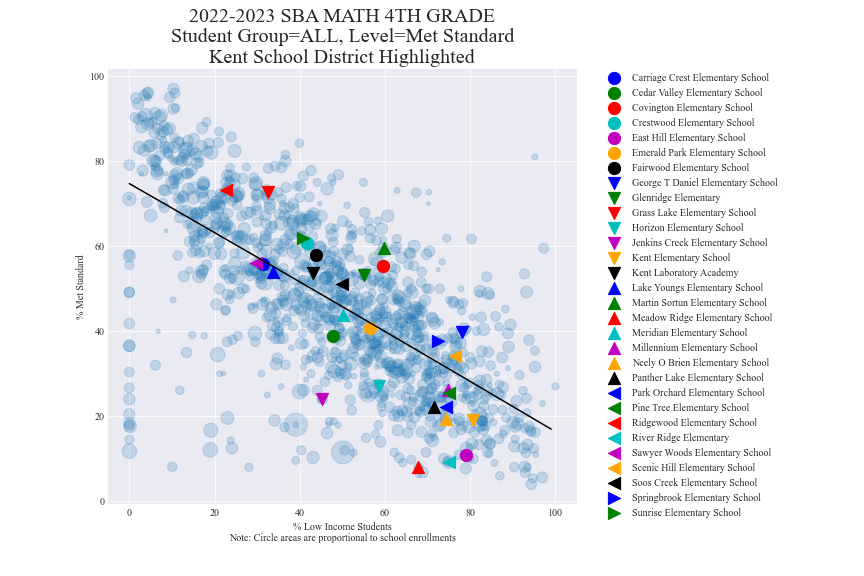 2022-2023 SBA MATH 4TH GRADE
Student Group=ALL, Level=Met Standard
Kent School District Highlighted
100
80
60
40
20
0
% Met Standard
0 20 40 60 80 100
% Low Income Students
Note: Circle areas are proportional to school enrollments
Carriage Crest Elementary School
Cedar Valley Elementary School
Covington Elementary School
Crestwood Elementary School
East Hill Elementary School
Emerald Park Elementary School
Fairwood Elementary School
George T Daniel Elementary School
Glenridge Elementary
Grass Lake Elementary School
Horizon Elementary School
Jenkins Creek Elementary School
Kent Elementary School
Kent Laboratory Academy
Lake Youngs Elementary School
Martin Sortun Elementary School
Meadow Ridge Elementary School
Meridian Elementary School
Millennium Elementary School
Neely O Brien Elementary School
Panther Lake Elementary School
Park Orchard Elementary School
Pine Tree Elementary School
Ridgewood Elementary School
River Ridge Elementary
Sawyer Woods Elementary School
Scenic Hill Elementary School
Soos Creek Elementary School
Springbrook Elementary School
Sunrise Elementary School